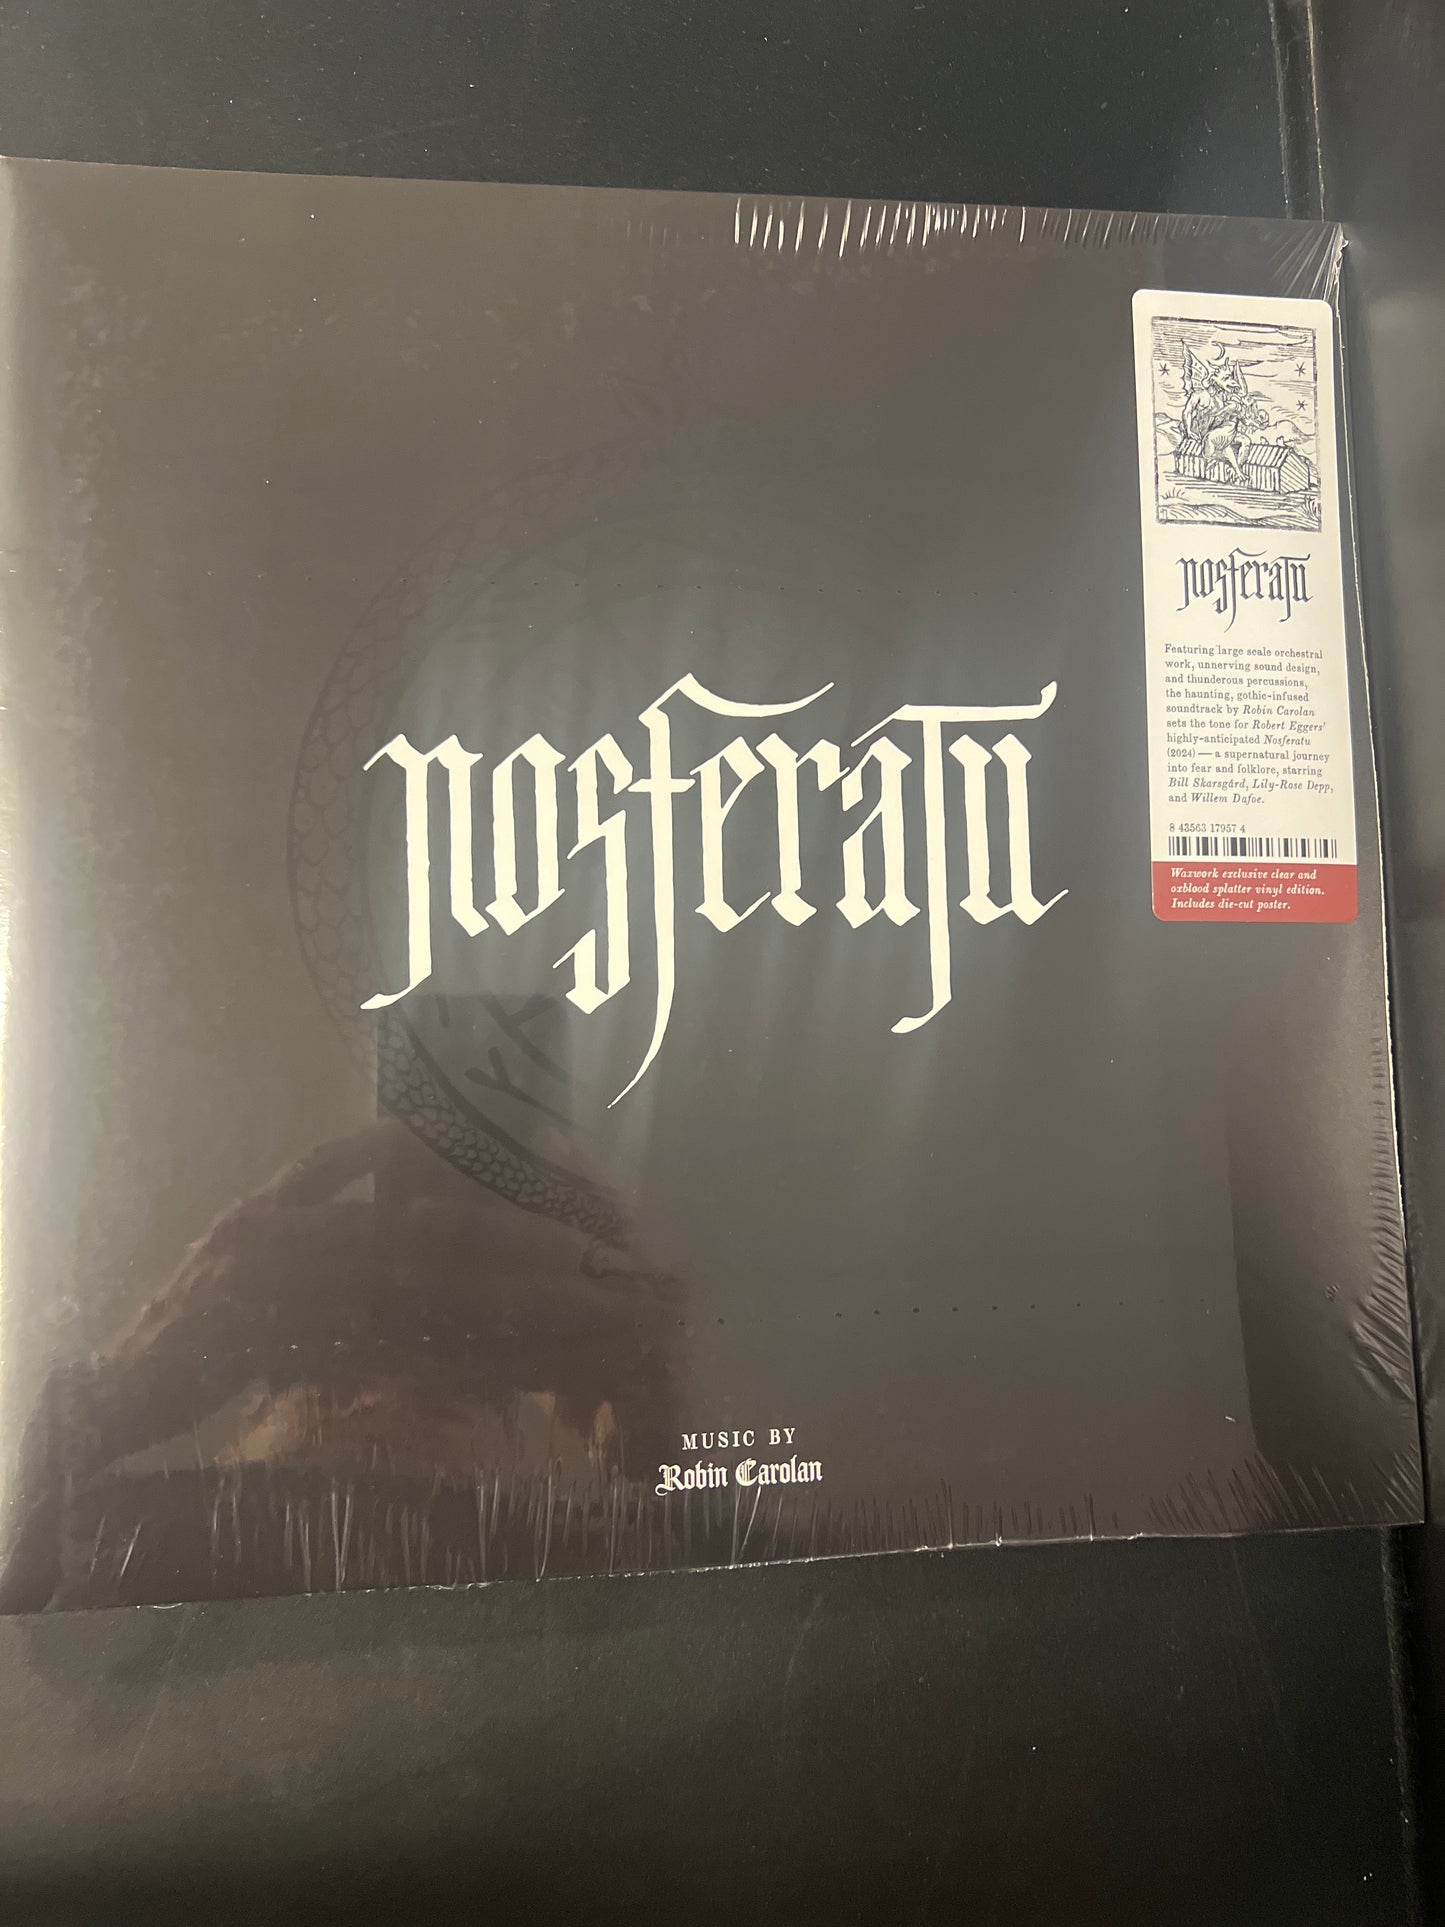 nosferatu
MUSIC BY
Robin Carolan
nosferatu
Featuring large scale orchestral
work, unnerving sound design,
and thunderous percussions,
the haunting, gothic-infused
soundtrack by Robin Carolan
sets the tone for Robert Eggers'
highly-anticipated Nosferatu
(2024) — a supernatural journey
into fear and folklore, starring
Bill Skarsgård, Lily-Rose Depp,
and Willem Dafoe.
8 43563 17957 4
Waxwork exclusive clear and
oxblood splatter vinyl edition.
Includes die-cut poster.